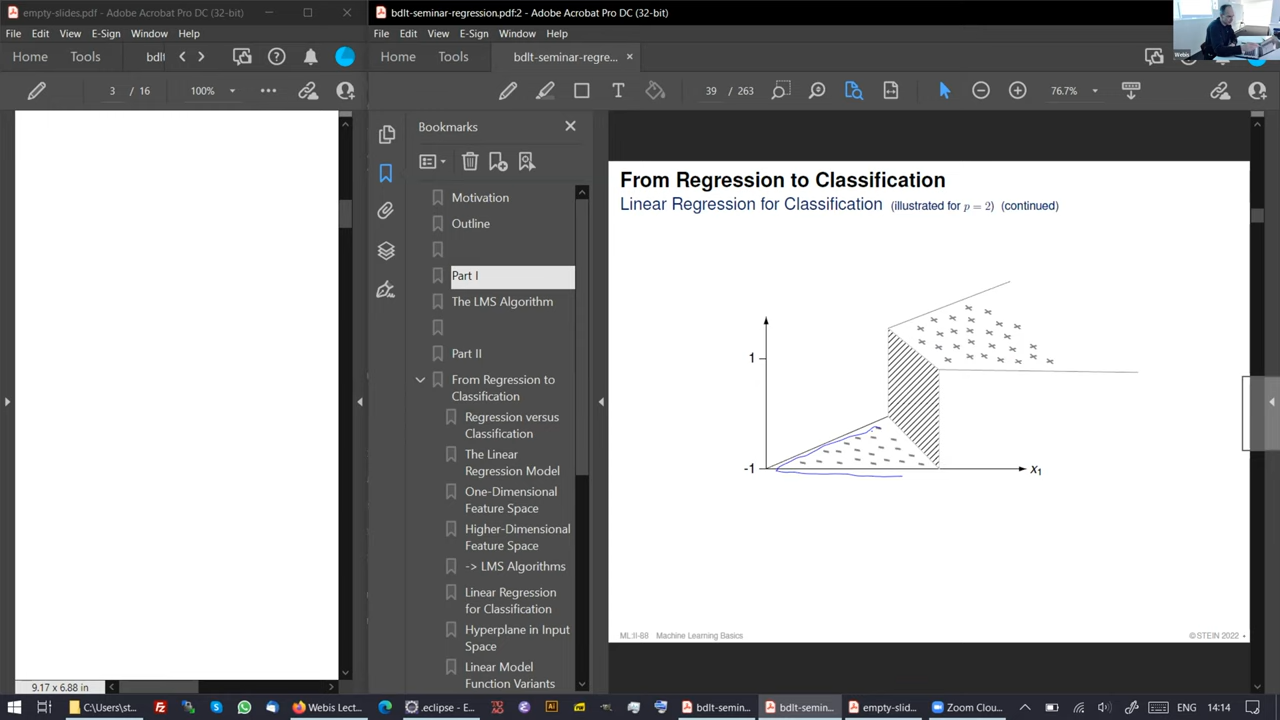 empty-slides.pdf - Adobe Acrobat Pro DC (32-bit)
File Edit View E-Sign Window Help
Home Tools bdlt
3 / 16 100%
9.17 x 6.88 in
bdlt-seminar-regression.pdf:2 - Adobe Acrobat Pro DC (32-bit)
File Edit View E-Sign Window Help
Home Tools bdlt-seminar-regre...
39 / 263 76.7%
Webis
Bookmarks
Motivation
Outline
Part I
The LMS Algorithm
Part II
From Regression to
Classification
Regression versus
Classification
The Linear
Regression Model
One-Dimensional
Feature Space
Higher-Dimensional
Feature Space
-> LMS Algorithms
Linear Regression
for Classification
Hyperplane in Input
Space
Linear Model
Function Variants
From Regression to Classification
Linear Regression for Classification (illustrated for p = 2) (continued)
1
-1
x1
ML:II-88 Machine Learning Basics
© STEIN 2022
C:\Users\st...
Webis Lect...
.eclipse - E...
bdlt-semin...
bdlt-semin...
empty-slid...
Zoom Clou...
ENG 14:14